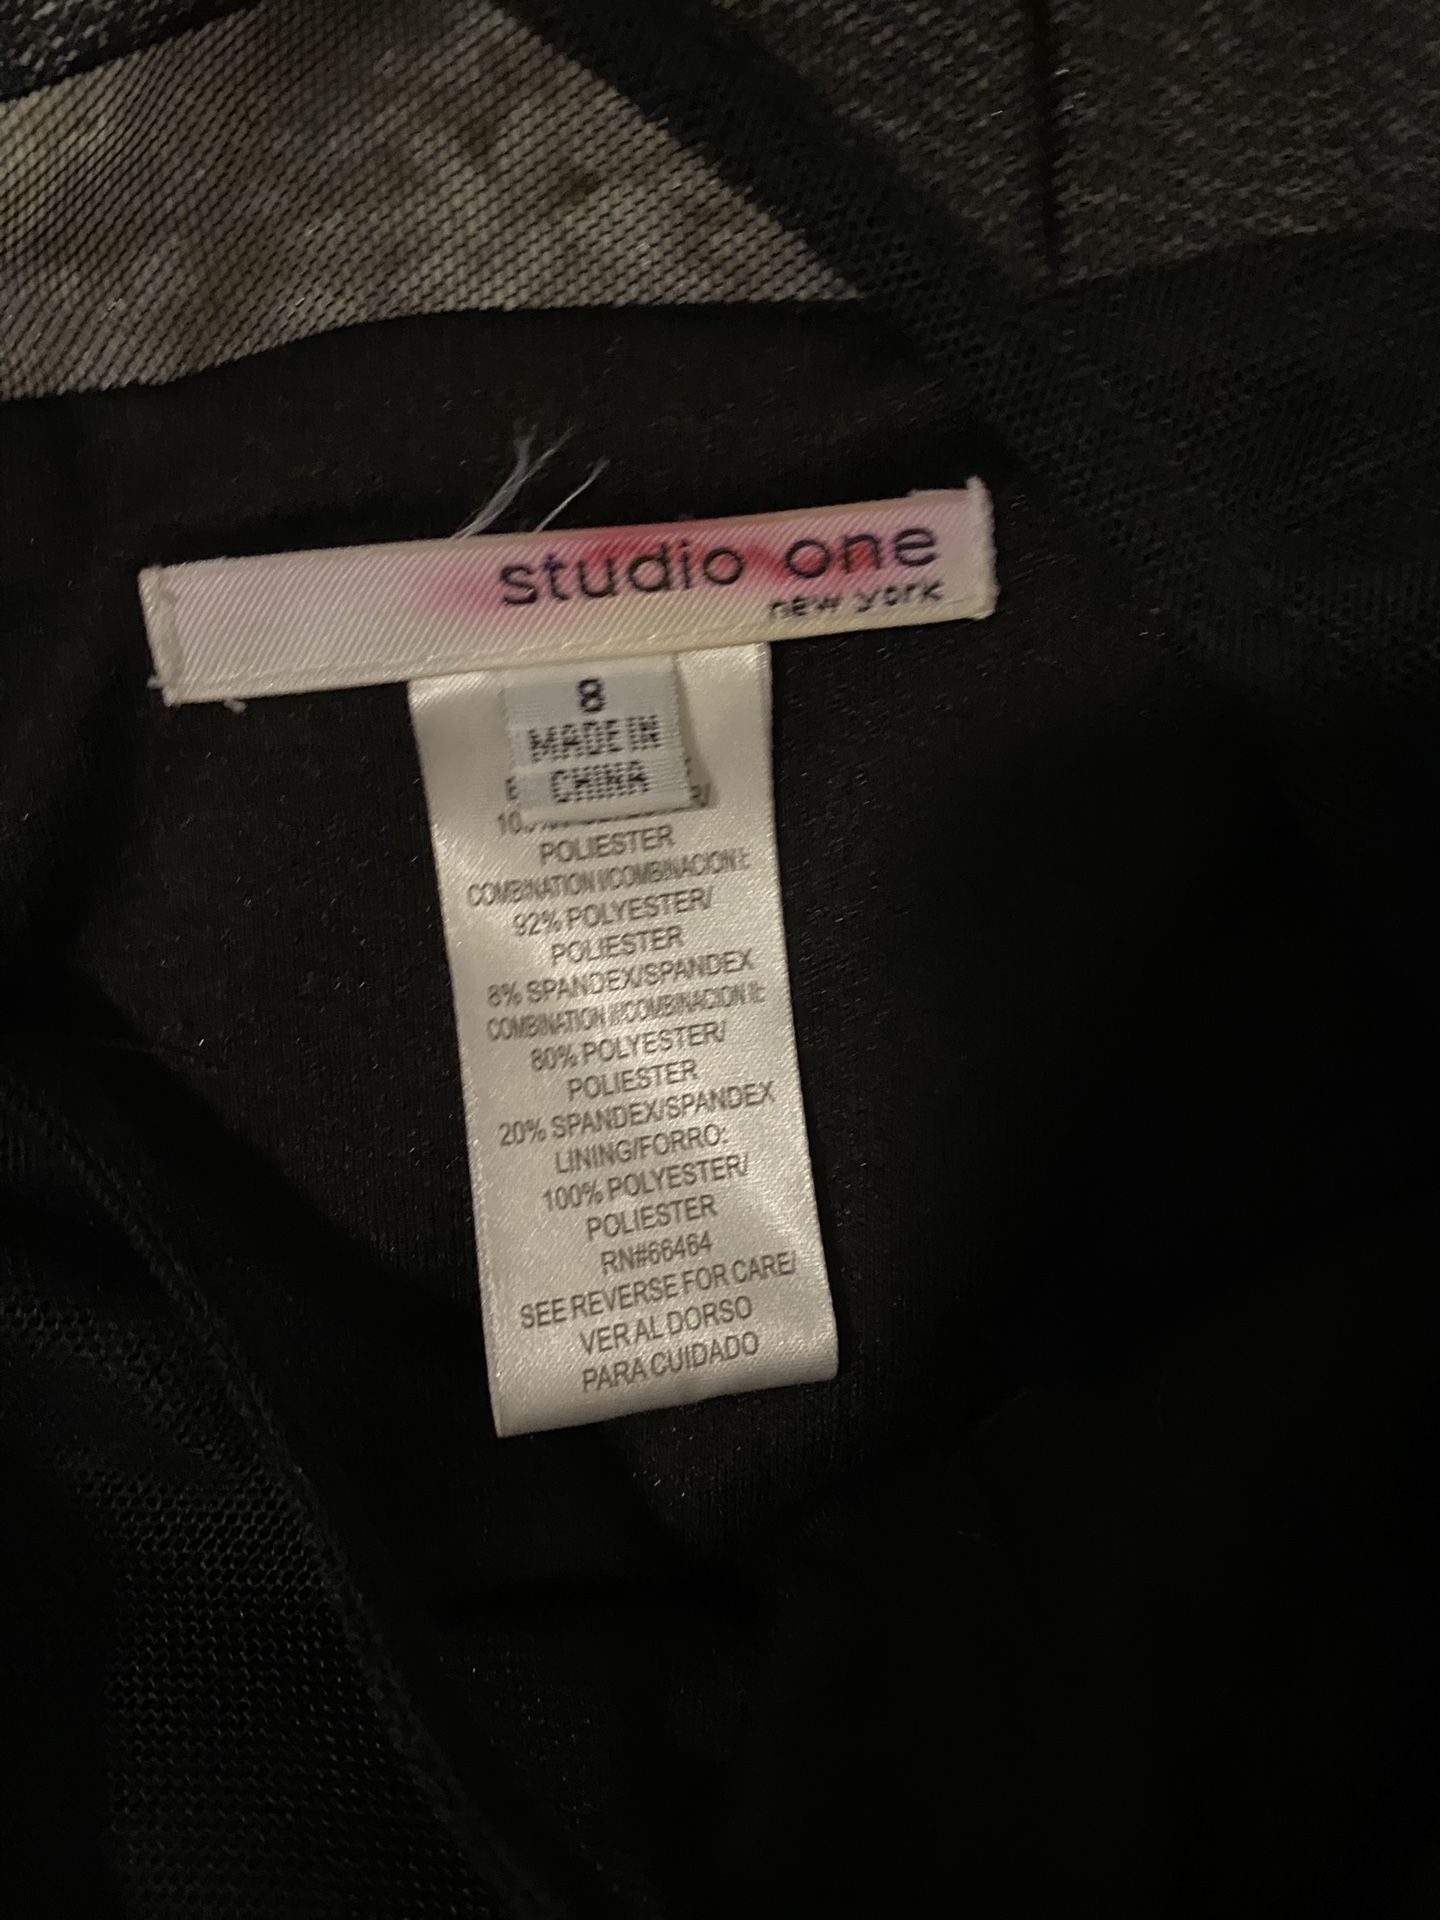 studio one
new york
8
MADE IN
CHINA
POLIESTER
COMBINATION I/COMBINACION I:
92% POLYESTER/
POLIESTER
8% SPANDEX/SPANDEX
COMBINATION II/COMBINACION II:
80% POLYESTER/
POLIESTER
20% SPANDEX/SPANDEX
LINING/FORRO:
100% POLYESTER/
POLIESTER
RN#66464
SEE REVERSE FOR CARE/
VER AL DORSO
PARA CUIDADO